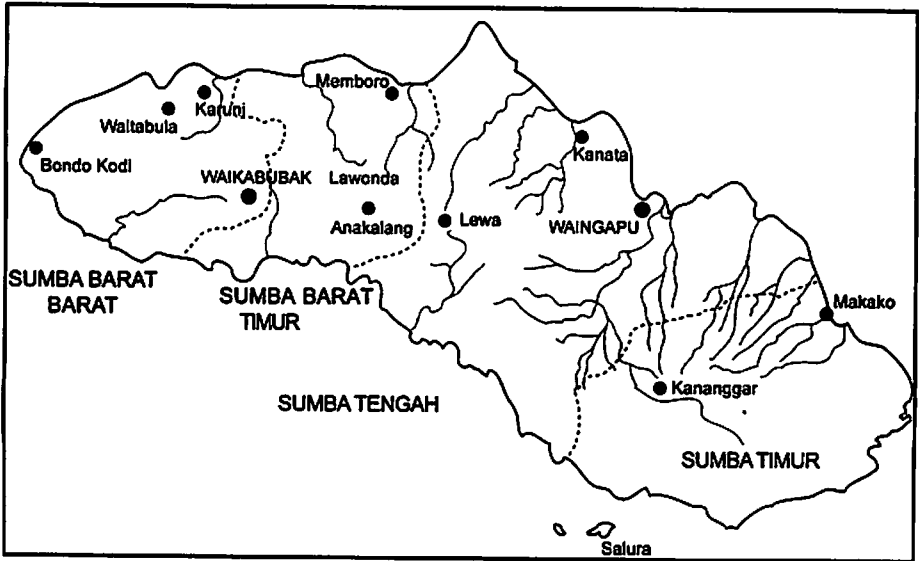 Memboro
Karunj
Waitabula
Kanata
Bondo Kodi
WAIKABUBAK
Lawonda
Anakalang
Lewa
WAINGAPU
SUMBA BARAT
BARAT
SUMBA BARAT
TIMUR
Makako
Kananggar
SUMBA TENGAH
SUMBA TIMUR
Salura